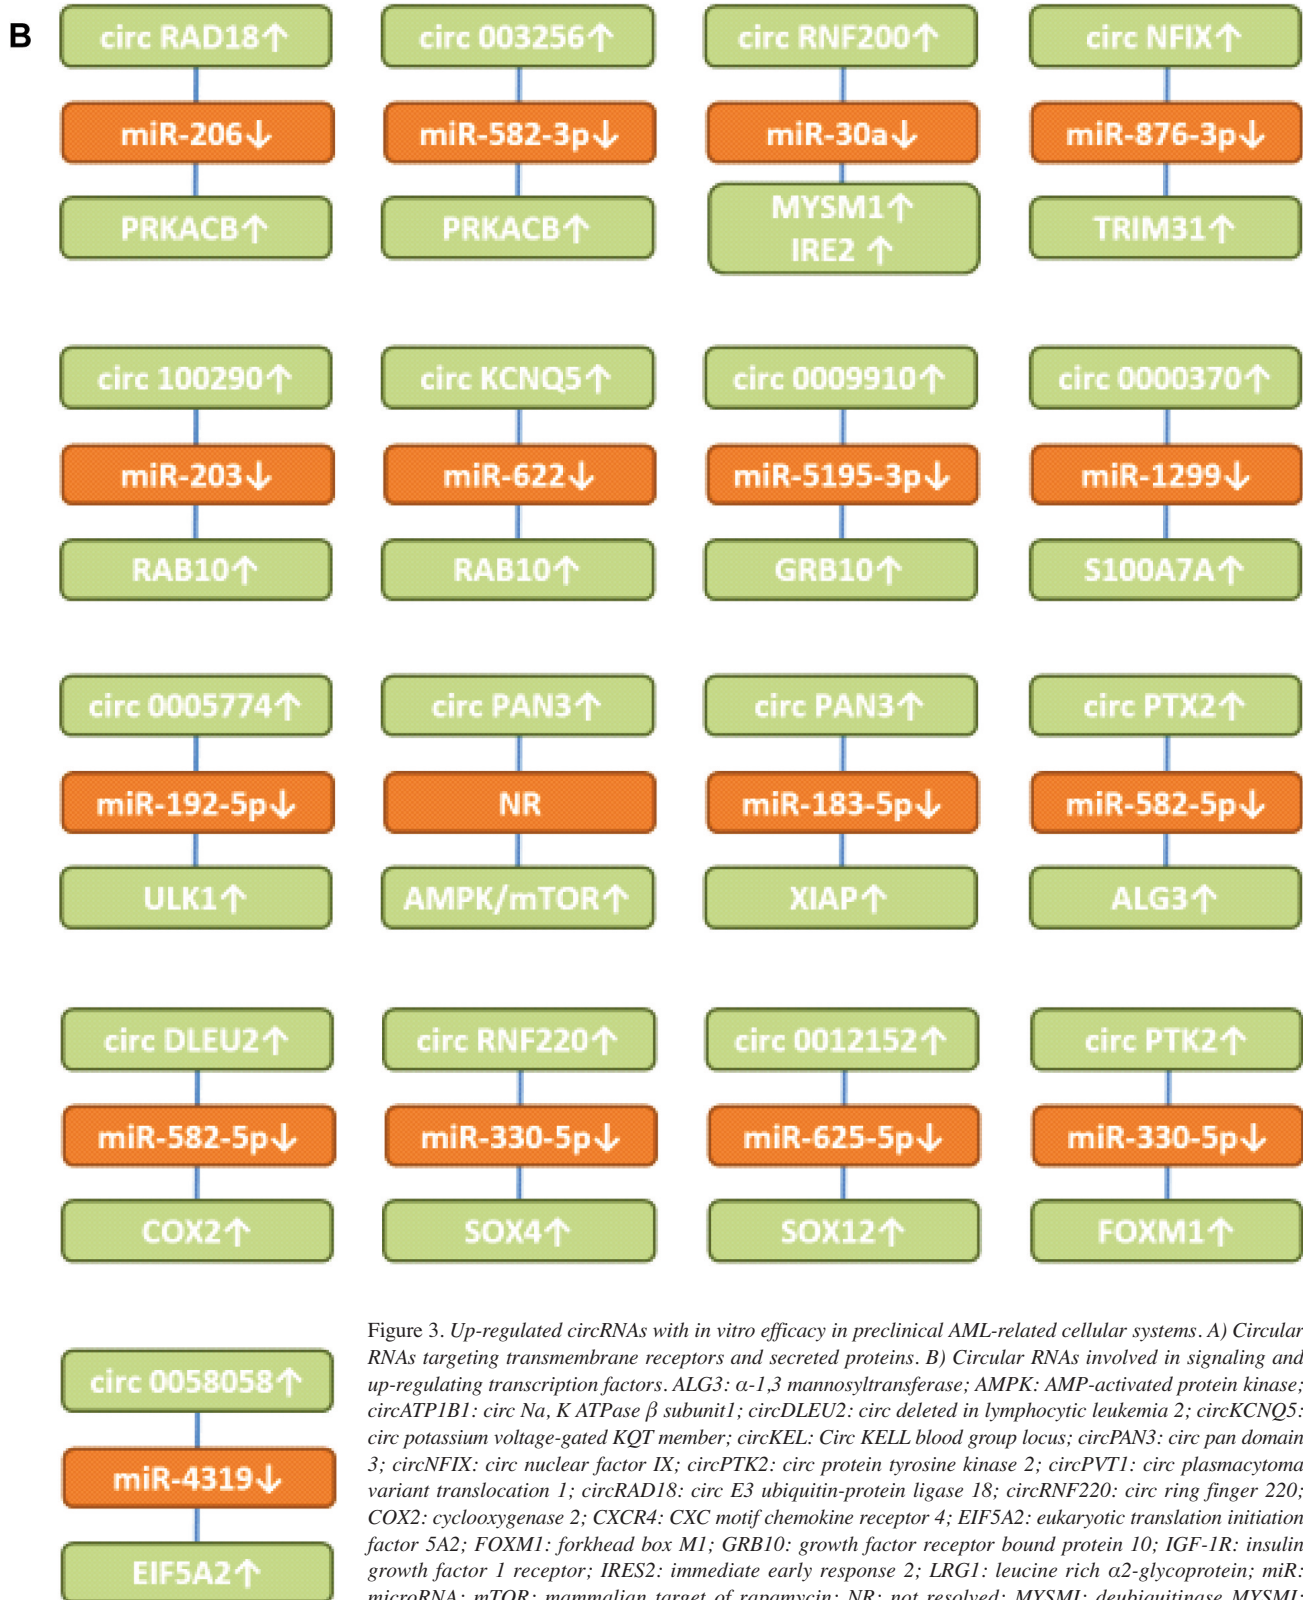 B
circ RAD18↑
miR-206↓
PRKACB↑
circ 003256↑
miR-582-3p↓
PRKACB↑
circ RNF200↑
miR-30a↓
MYSM1↑
IRE2 ↑
circ NFIX↑
miR-876-3p↓
TRIM31↑
circ 100290↑
miR-203↓
RAB10↑
circ KCNQ5↑
miR-622↓
RAB10↑
circ 0009910↑
miR-5195-3p↓
GRB10↑
circ 0000370↑
miR-1299↓
S100A7A↑
circ 0005774↑
miR-192-5p↓
ULK1↑
circ PAN3↑
NR
AMPK/mTOR↑
circ PAN3↑
miR-183-5p↓
XIAP↑
circ PTX2↑
miR-582-5p↓
ALG3↑
circ DLEU2↑
miR-582-5p↓
COX2↑
circ RNF220↑
miR-330-5p↓
SOX4↑
circ 0012152↑
miR-625-5p↓
SOX12↑
circ PTK2↑
miR-330-5p↓
FOXM1↑
circ 0058058↑
miR-4319↓
EIF5A2↑
Figure 3. Up-regulated circRNAs with in vitro efficacy in preclinical AML-related cellular systems. A) Circular
RNAs targeting transmembrane receptors and secreted proteins. B) Circular RNAs involved in signaling and
up-regulating transcription factors. ALG3: α-1,3 mannosyltransferase; AMPK: AMP-activated protein kinase;
circATP1B1: circ Na, K ATPase β subunit1; circDLEU2: circ deleted in lymphocytic leukemia 2; circKCNQ5:
circ potassium voltage-gated KQT member; circKEL: Circ KELL blood group locus; circPAN3: circ pan domain
3; circNFIX: circ nuclear factor IX; circPTK2: circ protein tyrosine kinase 2; circPVT1: circ plasmacytoma
variant translocation 1; circRAD18: circ E3 ubiquitin-protein ligase 18; circRNF220: circ ring finger 220;
COX2: cyclooxygenase 2; CXCR4: CXC motif chemokine receptor 4; EIF5A2: eukaryotic translation initiation
factor 5A2; FOXM1: forkhead box M1; GRB10: growth factor receptor bound protein 10; IGF-1R: insulin
growth factor 1 receptor; IRES2: immediate early response 2; LRG1: leucine rich α2-glycoprotein; miR:
microRNA; mTOR: mammalian target of rapamycin; NR: not resolved; MYSMI: deubiquitinase MYSMI;